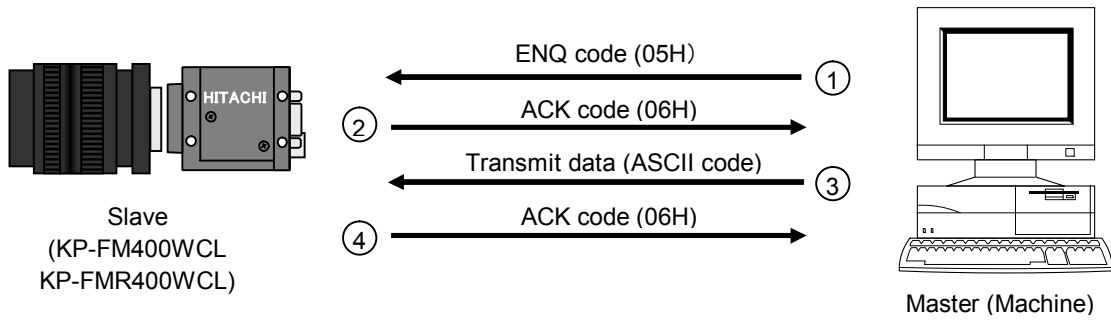 ENQ code (05H)
①
HITACHI
ACK code (06H)
②
Transmit data (ASCII code)
③
ACK code (06H)
④
Slave
(KP-FM400WCL
KP-FMR400WCL)
Master (Machine)